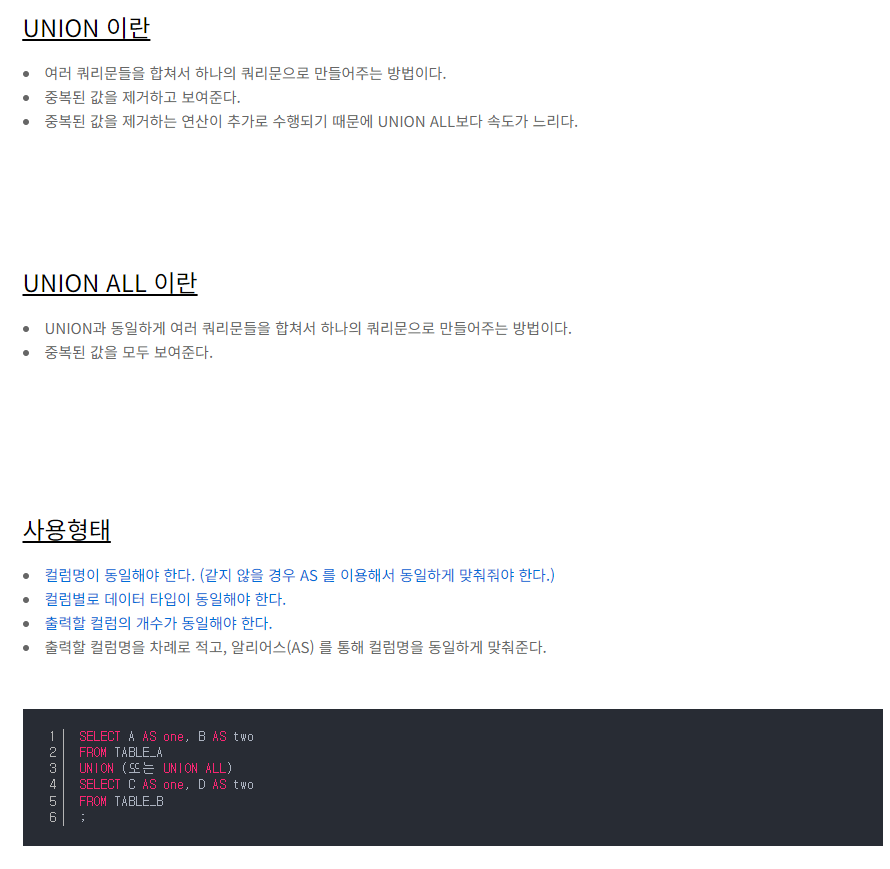 UNION 이란
여러 쿼리문들을 합쳐서 하나의 쿼리문으로 만들어주는 방법이다.
중복된 값을 제거하고 보여준다.
중복된 값을 제거하는 연산이 추가로 수행되기 때문에 UNION ALL보다 속도가 느리다.
UNION ALL 이란
UNION과 동일하게 여러 쿼리문들을 합쳐서 하나의 쿼리문으로 만들어주는 방법이다.
중복된 값을 모두 보여준다.
사용형태
컬럼명이 동일해야 한다. (같지 않을 경우 AS 를 이용해서 동일하게 맞춰줘야 한다.)
컬럼별로 데이터 타입이 동일해야 한다.
출력할 컬럼의 개수가 동일해야 한다.
출력할 컬럼명을 차례로 적고, 알리어스(AS) 를 통해 컬럼명을 동일하게 맞춰준다.
1 SELECT A AS one, B AS two
2 FROM TABLE_A
3 UNION (또는 UNION ALL)
4 SELECT C AS one, D AS two
5 FROM TABLE_B
6 ;